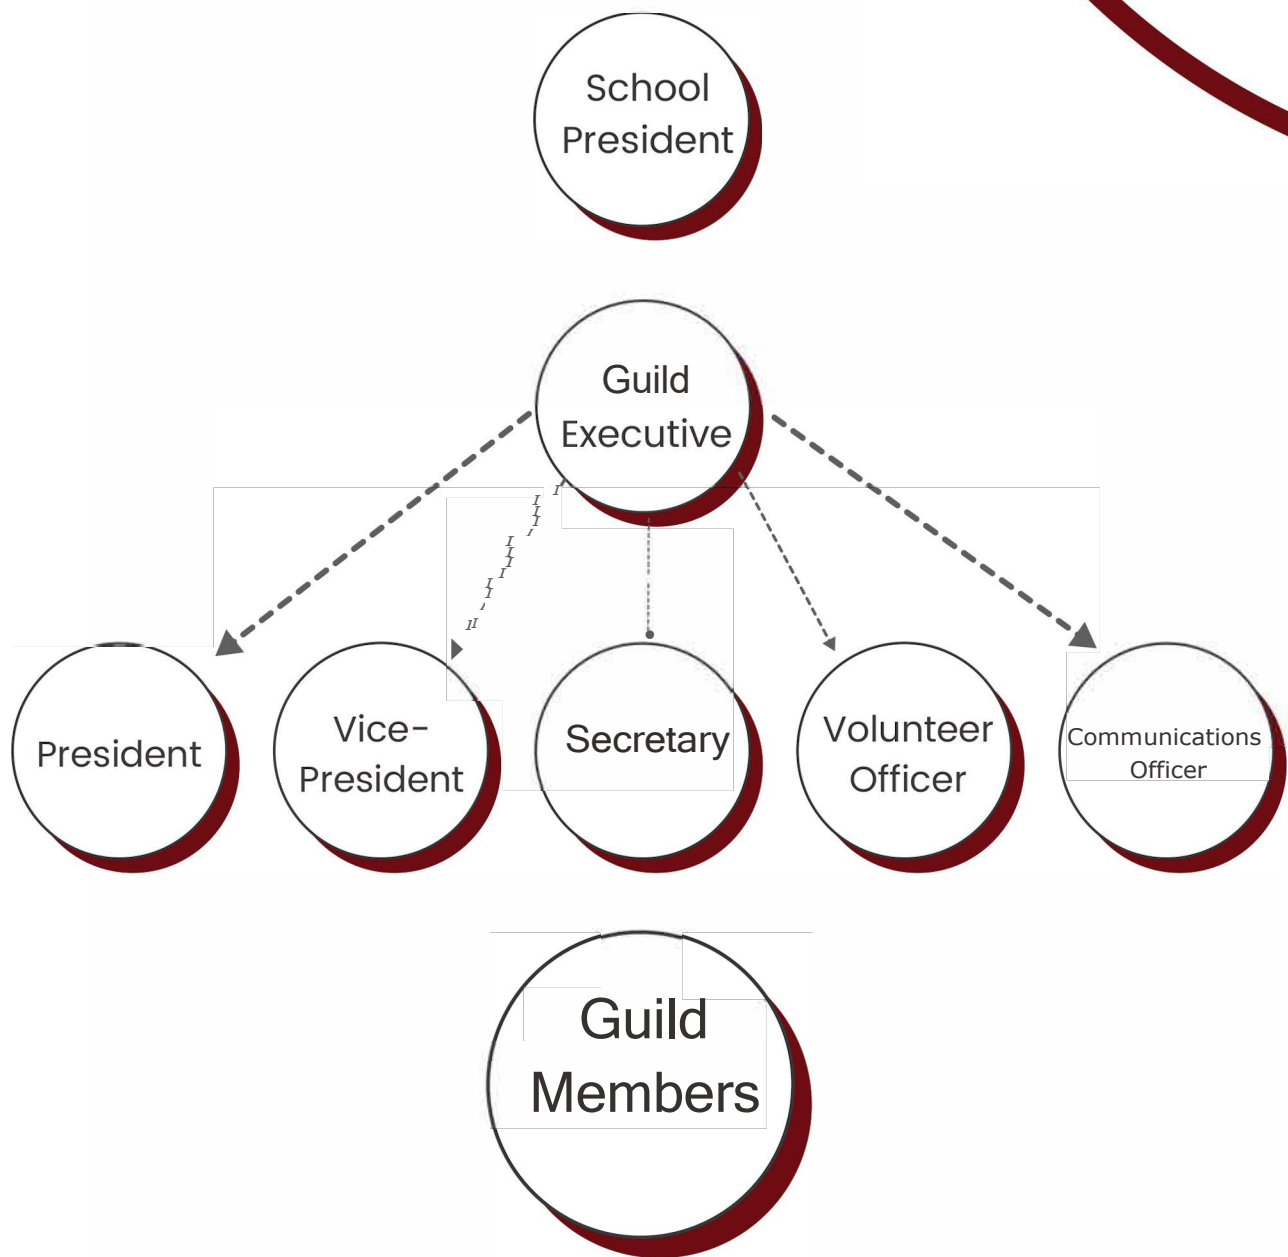 School
President
Guild
Executive
President
Vice-
President
Secretary
Volunteer
Officer
Communications
Officer
Guild
Members